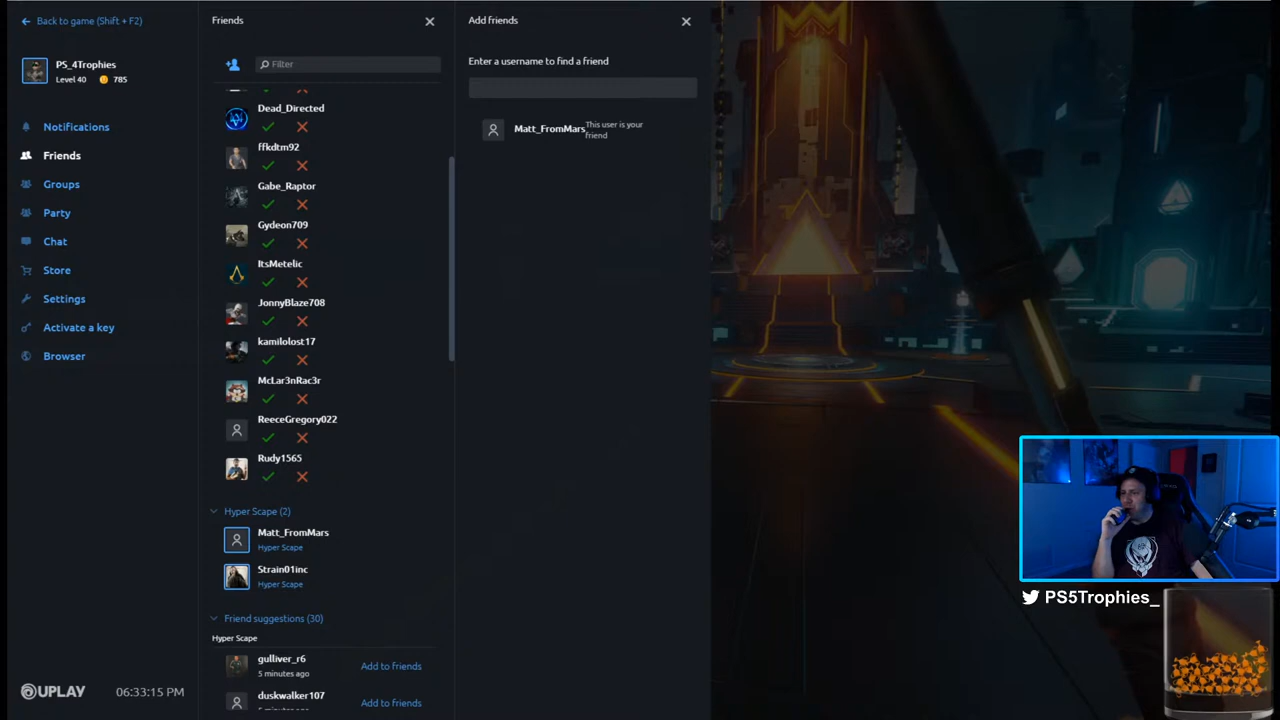 Back to game (Shift + F2)
PS_4Trophies
Level 40
785
Notifications
Friends
Groups
Party
Chat
Store
Settings
Activate a key
Browser
UPLAY
06:33:15 PM
Friends
Filter
Dead_Directed
ffkdtm92
Gabe_Raptor
Gydeon709
ItsMetelic
JonnyBlaze708
kamilolost17
McLar3nRac3r
ReeceGregory022
Rudy1565
Hyper Scape (2)
Matt_FromMars
Hyper Scape
Strain01inc
Hyper Scape
Friend suggestions (30)
Hyper Scape
gulliver_r6
5 minutes ago
Add to friends
duskwalker107
5 minutes ago
Add to friends
Add friends
Enter a username to find a friend
Matt_FromMars
This user is your
friend
PS5Trophies_